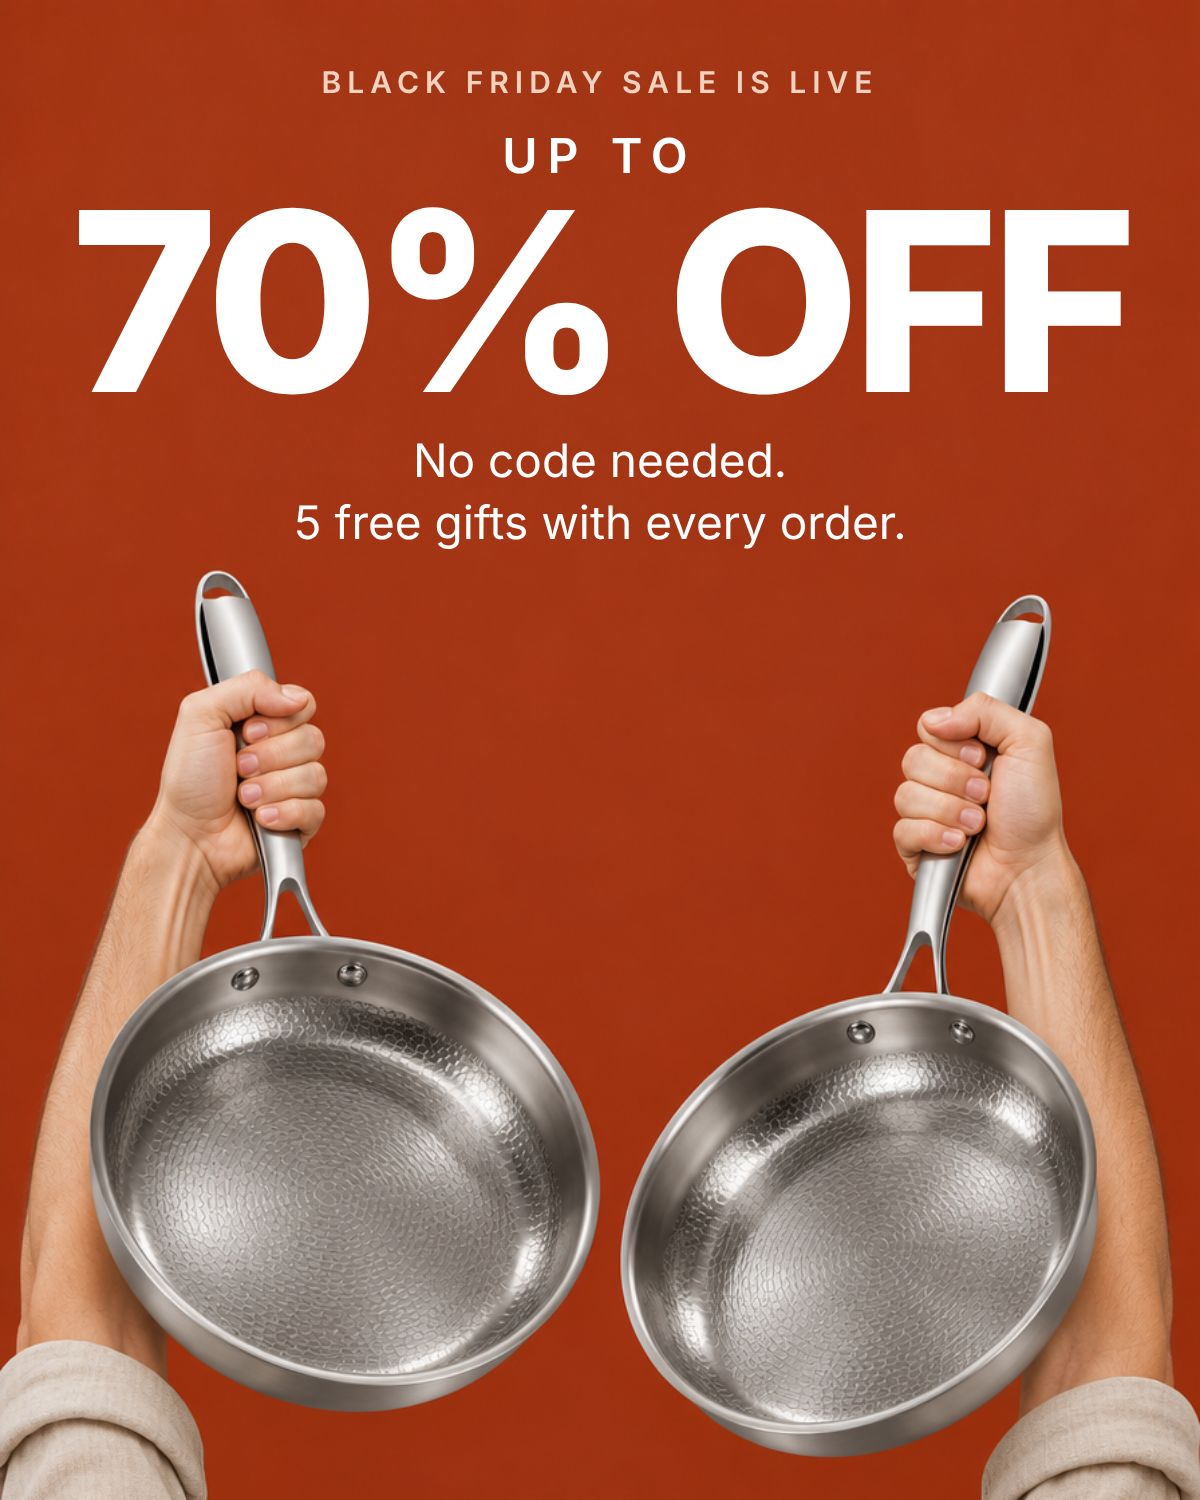 BLACK FRIDAY SALE IS LIVE
UP TO
70% OFF
No code needed.
5 free gifts with every order.